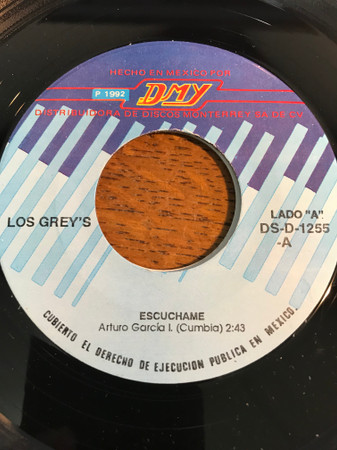 HECHO EN MEXICO POR
P 1992
DMY
DISTRIBUIDORA DE DISCOS MONTERREY SA DE CV
LOS GREY'S
LADO "A"
DS-D-1255
-A
ESCUCHAME
Arturo García I. (Cumbia) 2:43
CUBIERTO EL DERECHO DE EJECUCION PUBLICA EN MEXICO.